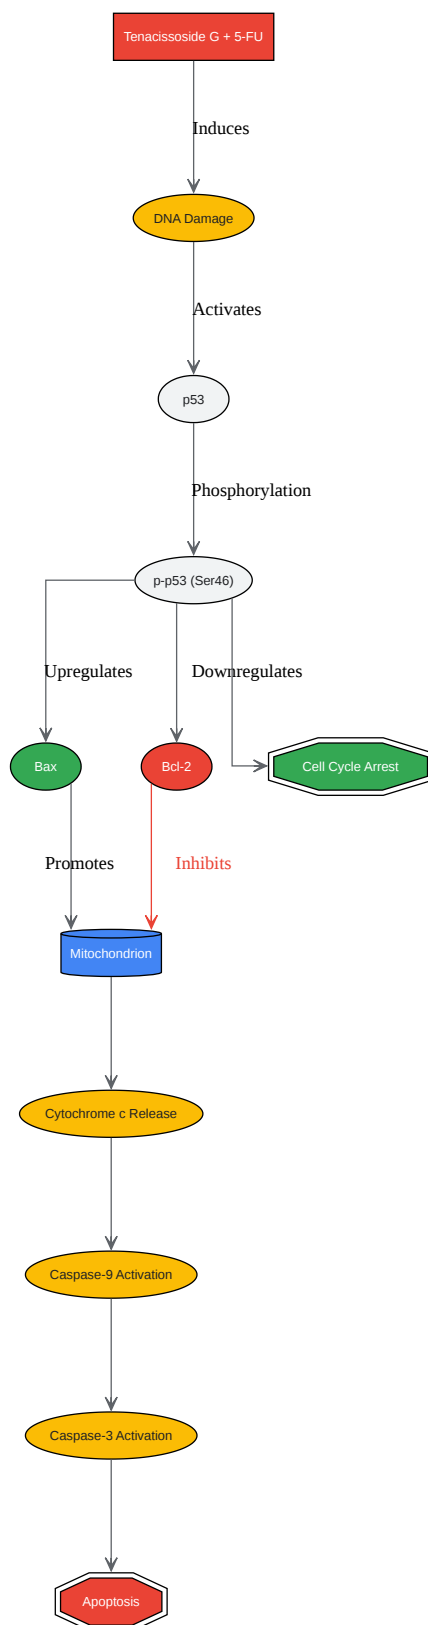 Tenacissoside G + 5-FU
Induces
DNA Damage
Activates
p53
Phosphorylation
p-p53 (Ser46)
Upregulates
Downregulates
Bax
Bcl-2
Cell Cycle Arrest
Promotes
Inhibits
Mitochondrion
Cytochrome c Release
Caspase-9 Activation
Caspase-3 Activation
Apoptosis